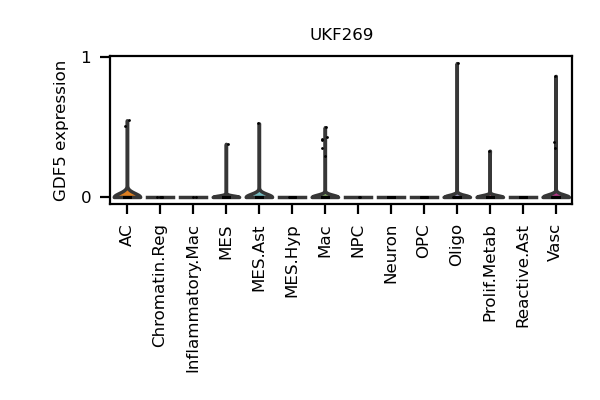 UKF269
GDF5 expression
1
0
AC
Chromatin.Reg
Inflammatory.Mac
MES
MES.Ast
MES.Hyp
Mac
NPC
Neuron
OPC
Oligo
Prolif.Metab
Reactive.Ast
Vasc